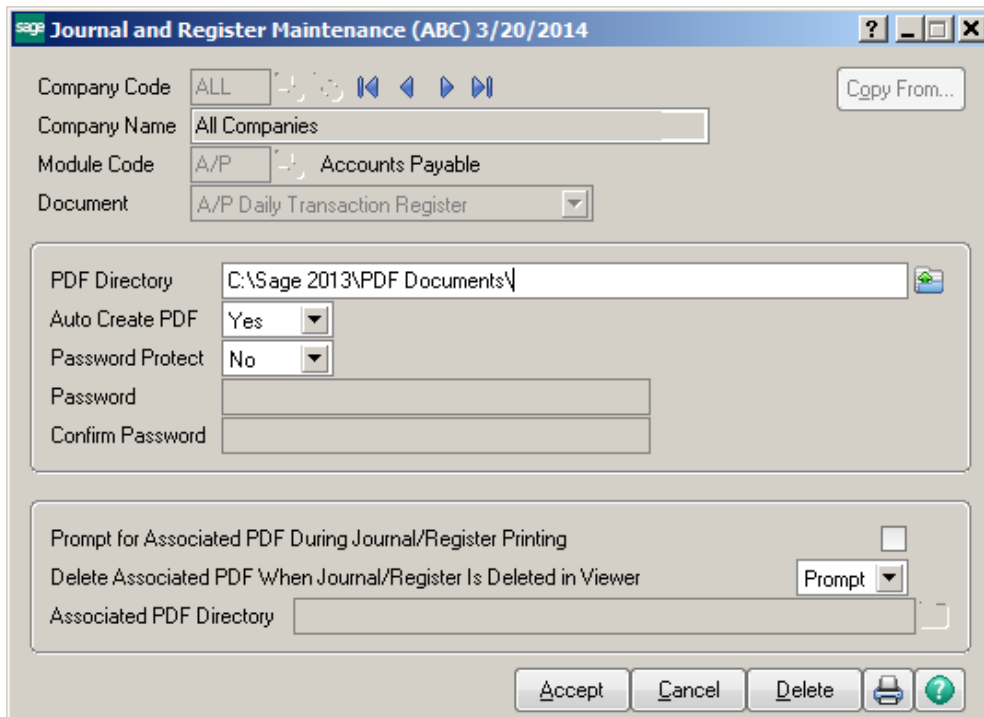 sage Journal and Register Maintenance (ABC) 3/20/2014 ?
Company Code ALL Copy From...
Company Name All Companies
Module Code A/P Accounts Payable
Document A/P Daily Transaction Register
PDF Directory C:\Sage 2013\PDF Documents\
Auto Create PDF Yes
Password Protect No
Password
Confirm Password
Prompt for Associated PDF During Journal/Register Printing
Delete Associated PDF When Journal/Register Is Deleted in Viewer Prompt
Associated PDF Directory
Accept Cancel Delete ?